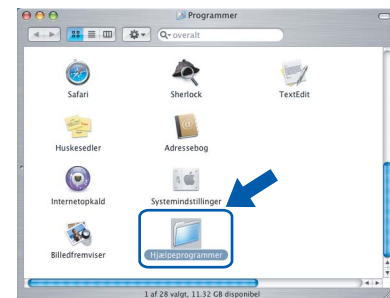 Programmer
overalt
Safari
Sherlock
TextEdit
Huskesedler
Adressebog
Internetopkald
Systemindstillinger
Billedfremviser
Hjælpeprogrammer
1 af 28 valgt, 11.32 GB disponibel